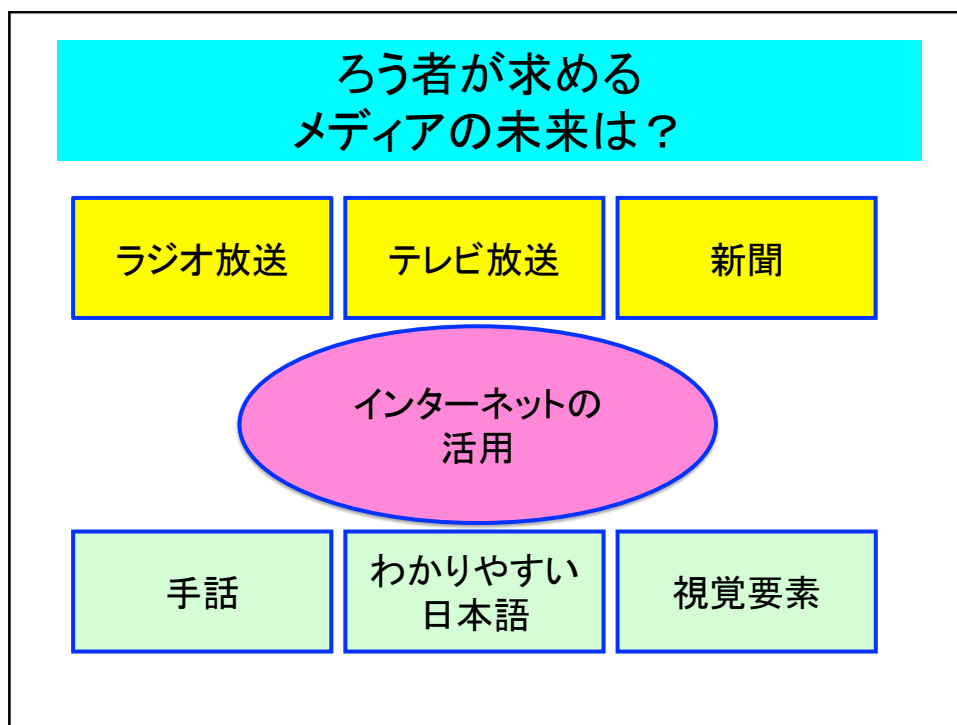 ろう者が求める
メディアの未来は？
ラジオ放送
テレビ放送
新聞
インターネットの
活用
手話
わかりやすい
日本語
視覚要素